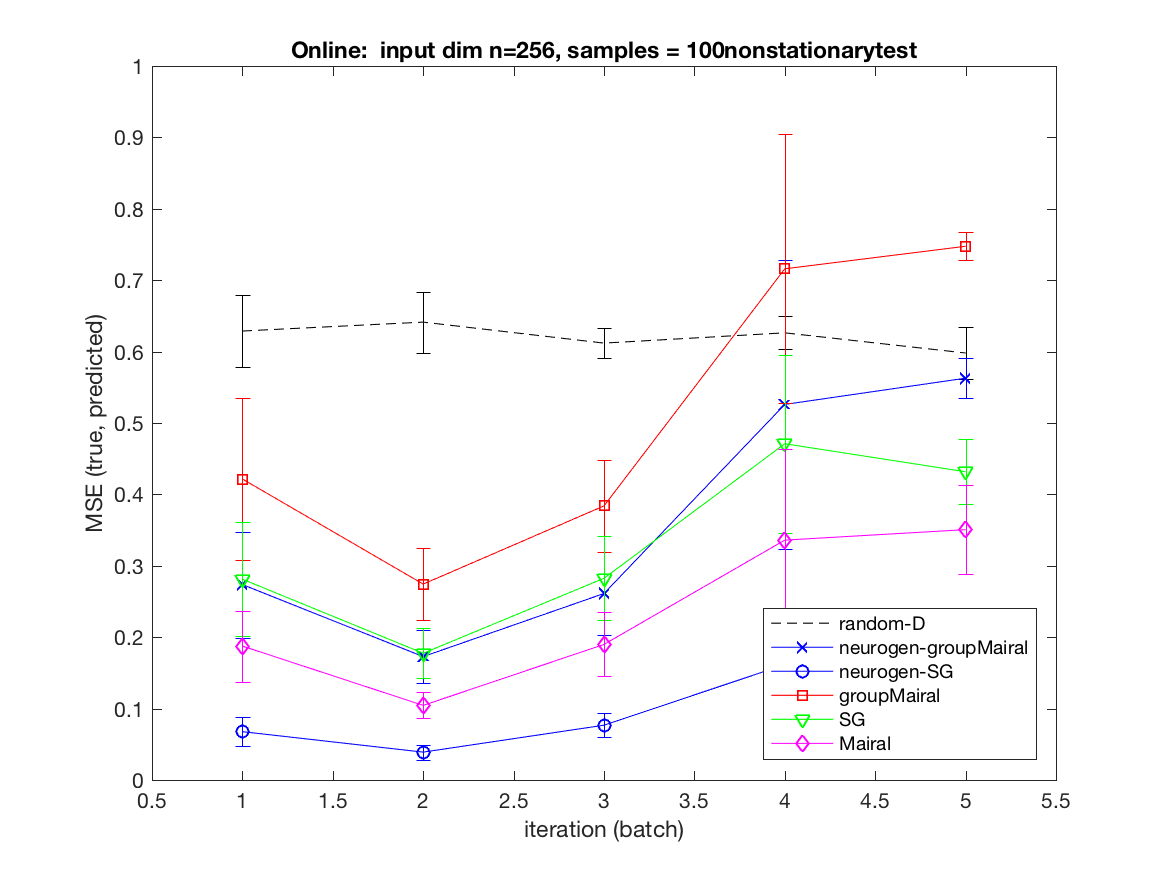 Online:  input dim n=256, samples = 100nonstationarytest
1
0.9
0.8
0.7
0.6
0.5
0.4
0.3
0.2
0.1
0
MSE (true, predicted)
random-D
neurogen-groupMairal
neurogen-SG
groupMairal
SG
Mairal
0.5 1 1.5 2 2.5 3 3.5 4 4.5 5 5.5
iteration (batch)